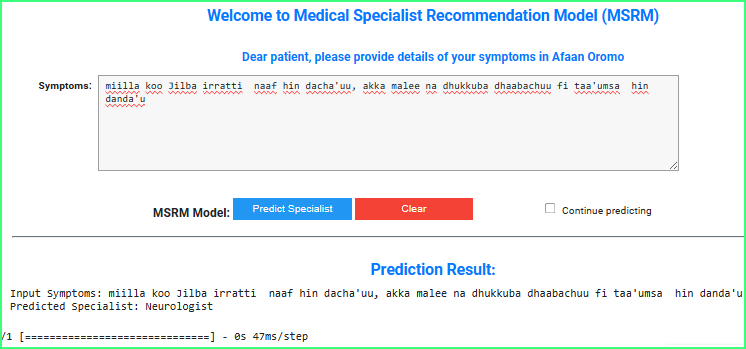 Welcome to Medical Specialist Recommendation Model (MSRM)
Dear patient, please provide details of your symptoms in Afaan Oromo
Symptoms: miilla koo Jilba irratti  naaf hin dacha'uu, akka malee na dhukkuba dhaabachuu fi taa'umsa  hin
danda'u
MSRM Model: Predict Specialist Clear Continue predicting
Prediction Result:
Input Symptoms: miilla koo Jilba irratti  naaf hin dacha'uu, akka malee na dhukkuba dhaabachuu fi taa'umsa  hin danda'u
Predicted Specialist: Neurologist
/1 [==============================] - 0s 47ms/step